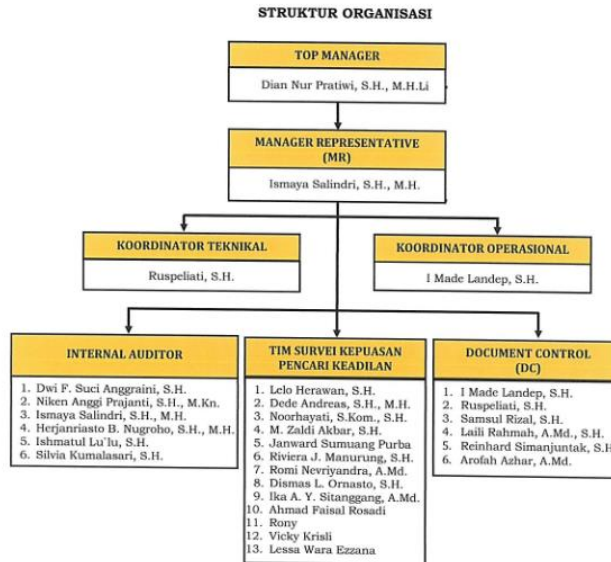 STRUKTUR ORGANISASI
TOP MANAGER
Dian Nur Pratiwi, S.H., M.H.Li
MANAGER REPRESENTATIVE
(MR)
Ismaya Salindri, S.H., M.H.
KOORDINATOR TEKNIKAL
Ruspeliati, S.H.
KOORDINATOR OPERASIONAL
I Made Landep, S.H.
INTERNAL AUDITOR
1. Dwi F. Suci Anggraini, S.H.
2. Niken Anggi Prajanti, S.H., M.Kn.
3. Ismaya Salindri, S.H., M.H.
4. Herjanriasto B. Nugroho, S.H., M.H.
5. Ishmatul Lu`lu, S.H.
6. Silvia Kumalasari, S.H.
TIM SURVEI KEPUASAN
PENCARI KEADILAN
1. Lelo Herawan, S.H.
2. Dede Andreas, S.H., M.H.
3. Noorhayati, S.Kom., S.H.
4. M. Zaldi Akbar, S.H.
5. Janward Sumuang Purba
6. Riviera J. Manurung, S.H.
7. Romi Nevriyandra, A.Md.
8. Dismas L. Ornasto, S.H.
9. Ika A. Y. Sitanggang, A.Md.
10. Ahmad Faisal Rosadi
11. Rony
12. Vicky Krisli
13. Lessa Wara Ezzana
DOCUMENT CONTROL
(DC)
1. I Made Landep, S.H.
2. Ruspeliati, S.H.
3. Samsul Rizal, S.H.
4. Laili Rahmah, A.Md., S.H.
5. Reinhard Simanjuntak, S.H
6. Arofah Azhar, A.Md.